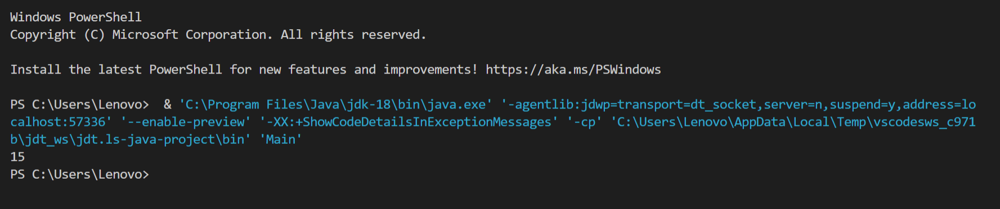 Windows PowerShell
Copyright (C) Microsoft Corporation. All rights reserved.
Install the latest PowerShell for new features and improvements! https://aka.ms/PSWindows
PS C:\Users\Lenovo>  & 'C:\Program Files\Java\jdk-18\bin\java.exe' '-agentlib:jdwp=transport=dt_socket,server=n,suspend=y,address=lo
calhost:57336' '--enable-preview' '-XX:+ShowCodeDetailsInExceptionMessages' '-cp' 'C:\Users\Lenovo\AppData\Local\Temp\vscodesws_c971
b\jdt_ws\jdt.ls-java-project\bin' 'Main'
15
PS C:\Users\Lenovo>